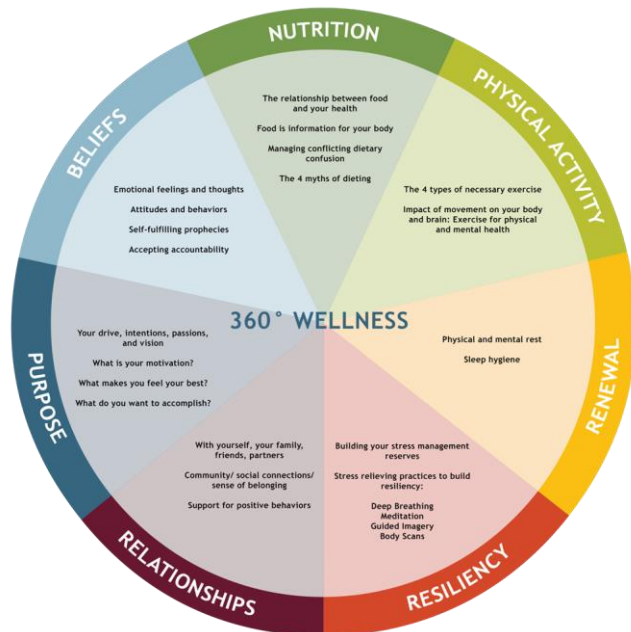 NUTRITION
The relationship between food
and your health
Food is information for your body
Managing conflicting dietary
confusion
The 4 myths of dieting
PHYSICAL ACTIVITY
The 4 types of necessary exercise
Impact of movement on your body
and brain: Exercise for physical
and mental health
RENEWAL
Physical and mental rest
Sleep hygiene
RESILIENCY
Building your stress management
reserves
Stress relieving practices to build
resiliency:
Deep Breathing
Meditation
Guided Imagery
Body Scans
RELATIONSHIPS
With yourself, your family,
friends, partners
Community/ social connections/
sense of belonging
Support for positive behaviors
PURPOSE
Your drive, intentions, passions,
and vision
What is your motivation?
What makes you feel your best?
What do you want to accomplish?
BELIEFS
Emotional feelings and thoughts
Attitudes and behaviors
Self-fulfilling prophecies
Accepting accountability
360° WELLNESS